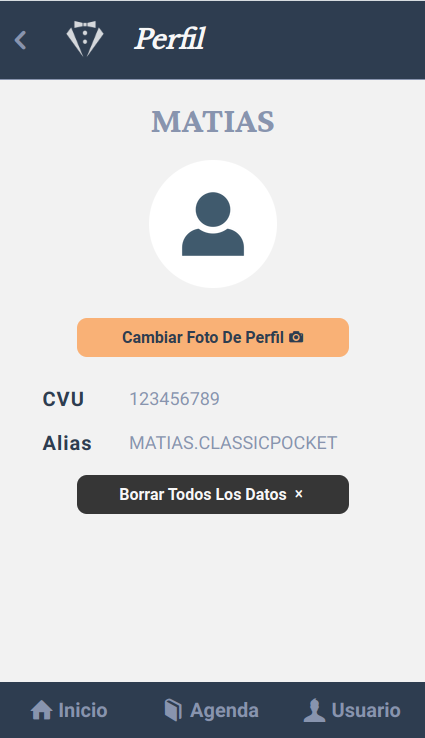 Perfil
MATIAS
Cambiar Foto De Perfil
CVU 123456789
Alias MATIAS.CLASSICPOCKET
Borrar Todos Los Datos ×
Inicio Agenda Usuario